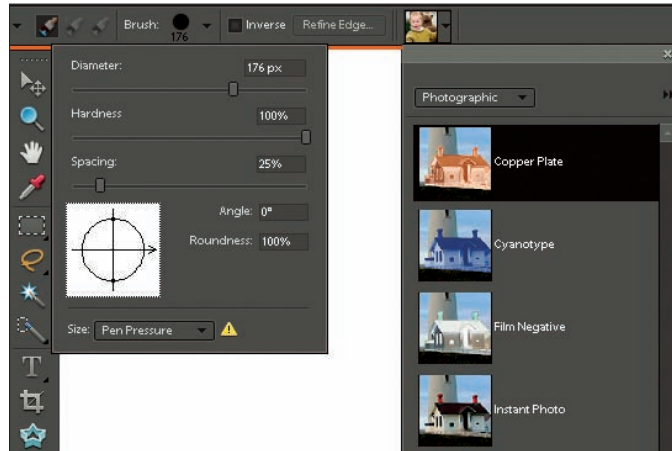 Brush:
176
Inverse
Refine Edge...
Diameter:
176 px
Hardness
100%
Spacing:
25%
Angle: 0°
Roundness: 100%
Size: Pen Pressure
T
Photographic
Copper Plate
Cyanotype
Film Negative
Instant Photo